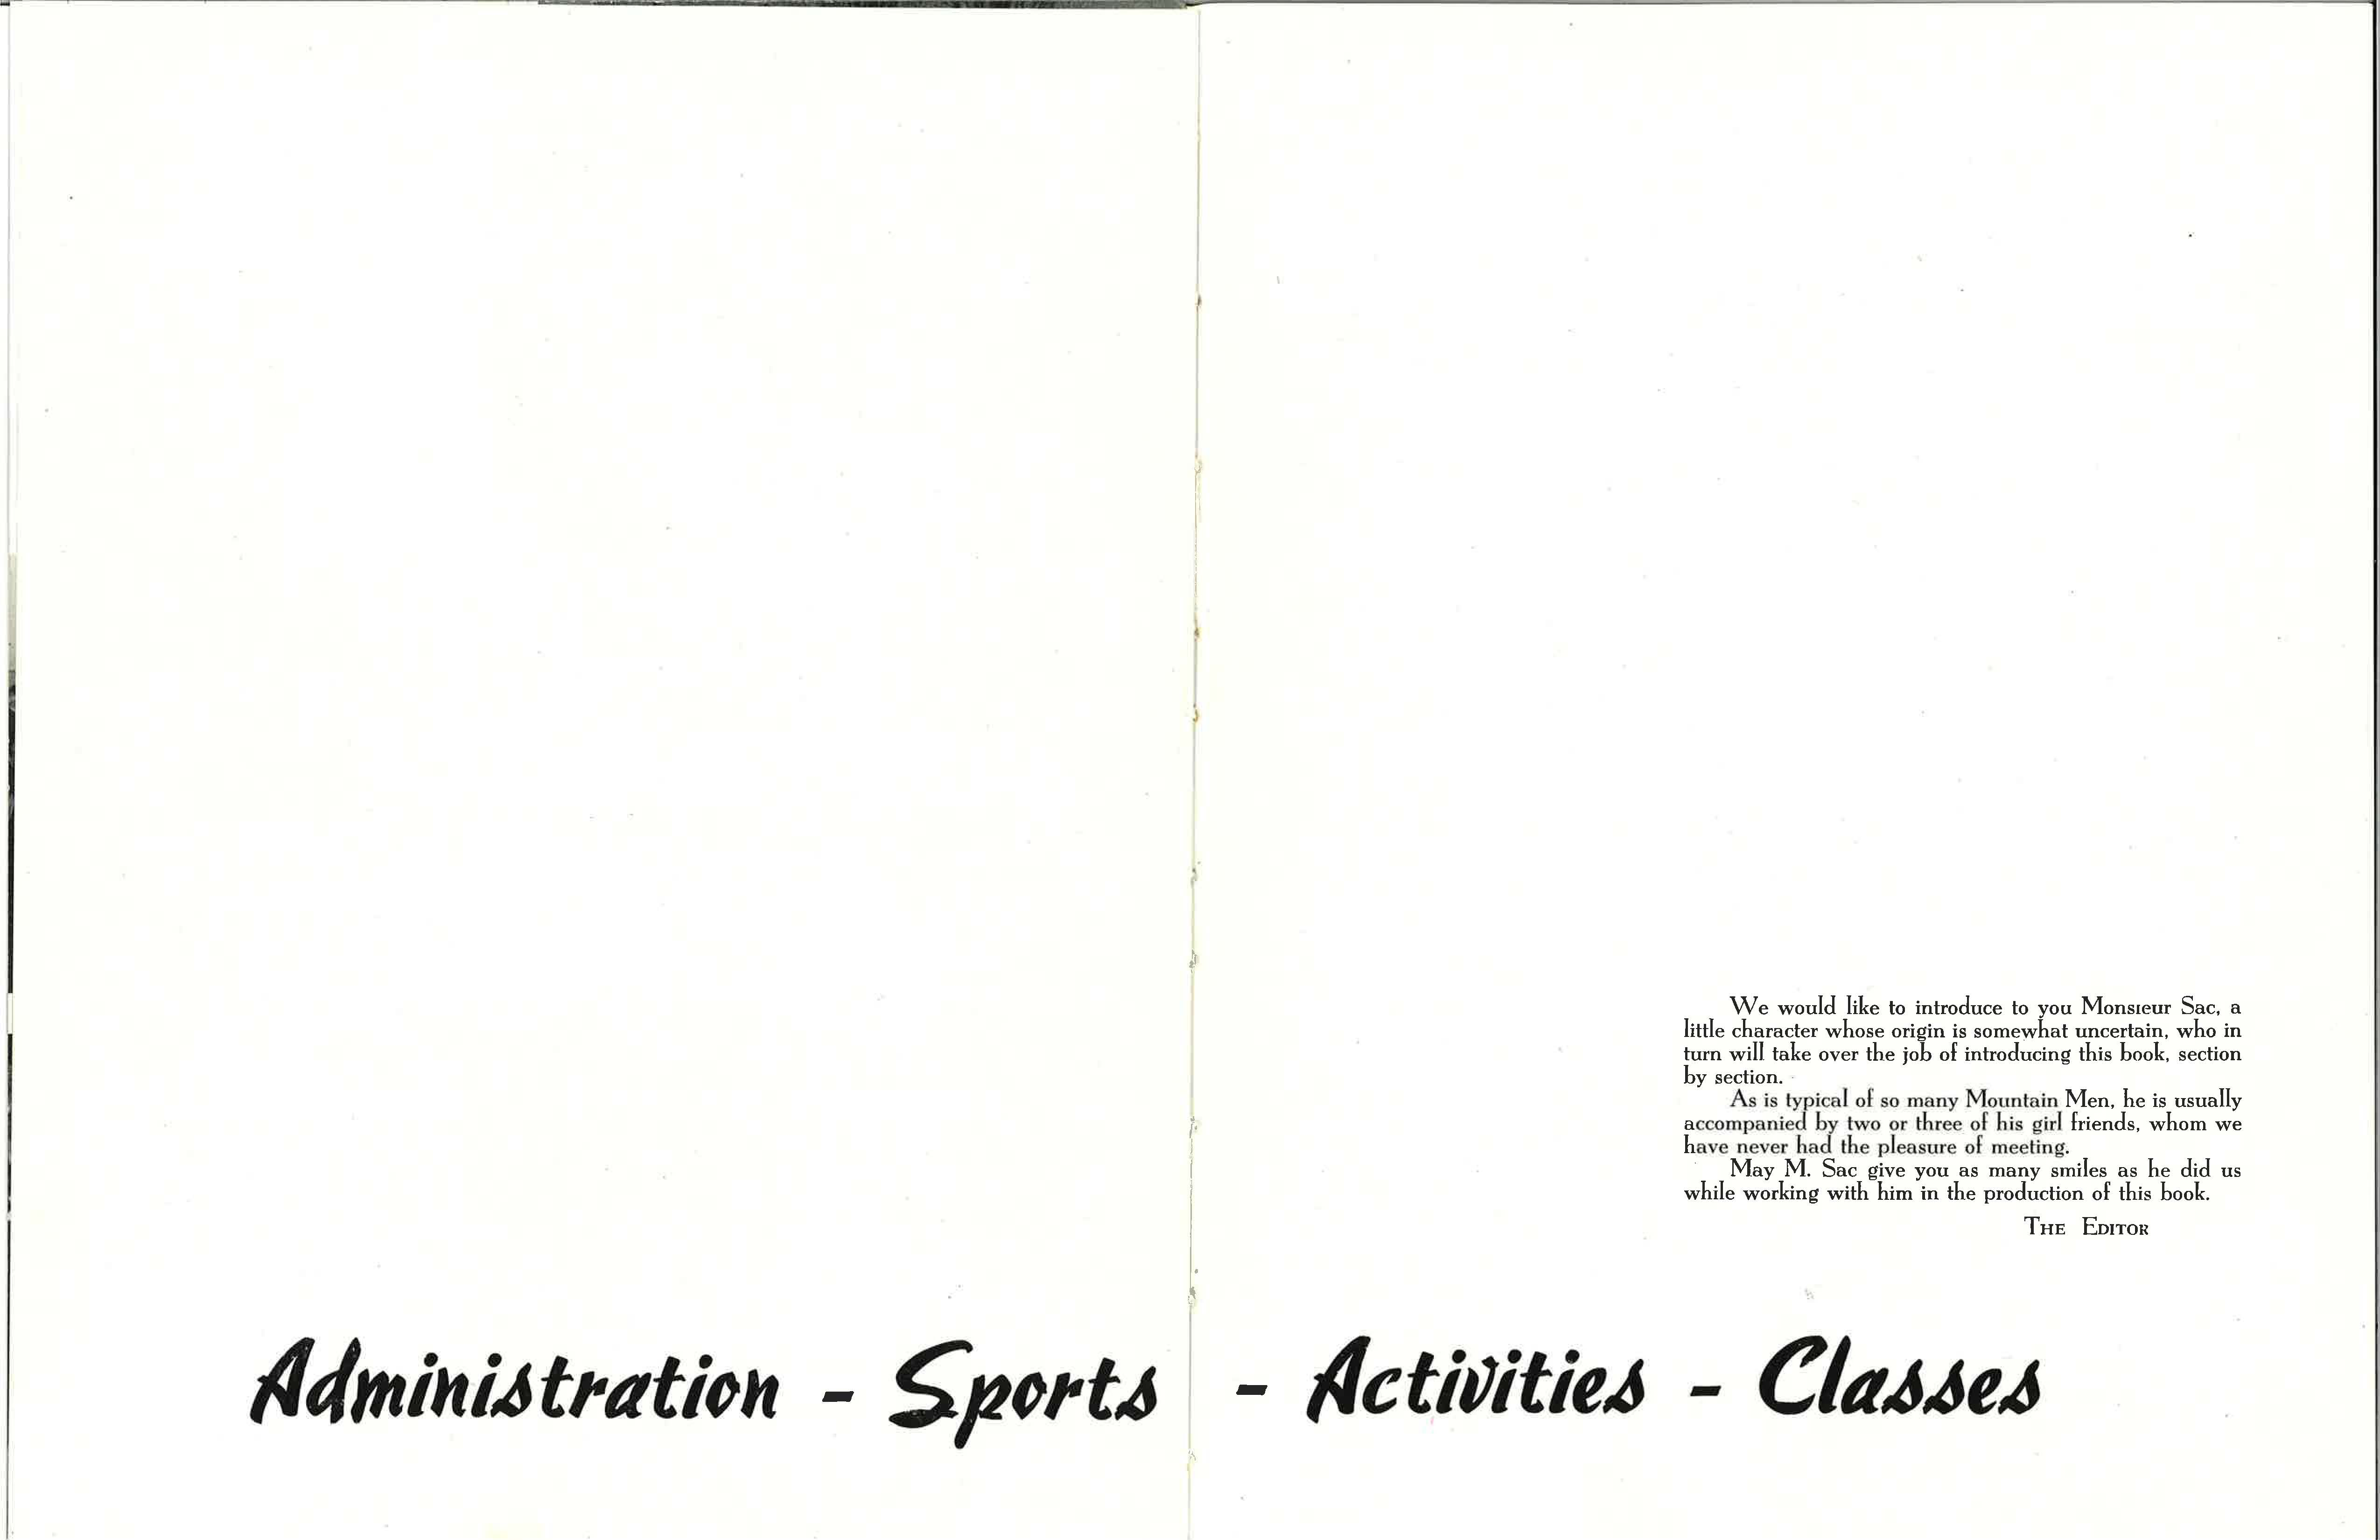 We would like to introduce to you Monsieur Sac, a
little character whose origin is somewhat uncertain, who in
turn will take over the job of introducing this book, section
by section.
As is typical of so many Mountain Men, he is usually
accompanied by two or three of his girl friends, whom we
have never had the pleasure of meeting.
May M. Sac give you as many smiles as he did us
while working with him in the production of this book.
THE EDITOR
Administration - Sports - Activities - Classes